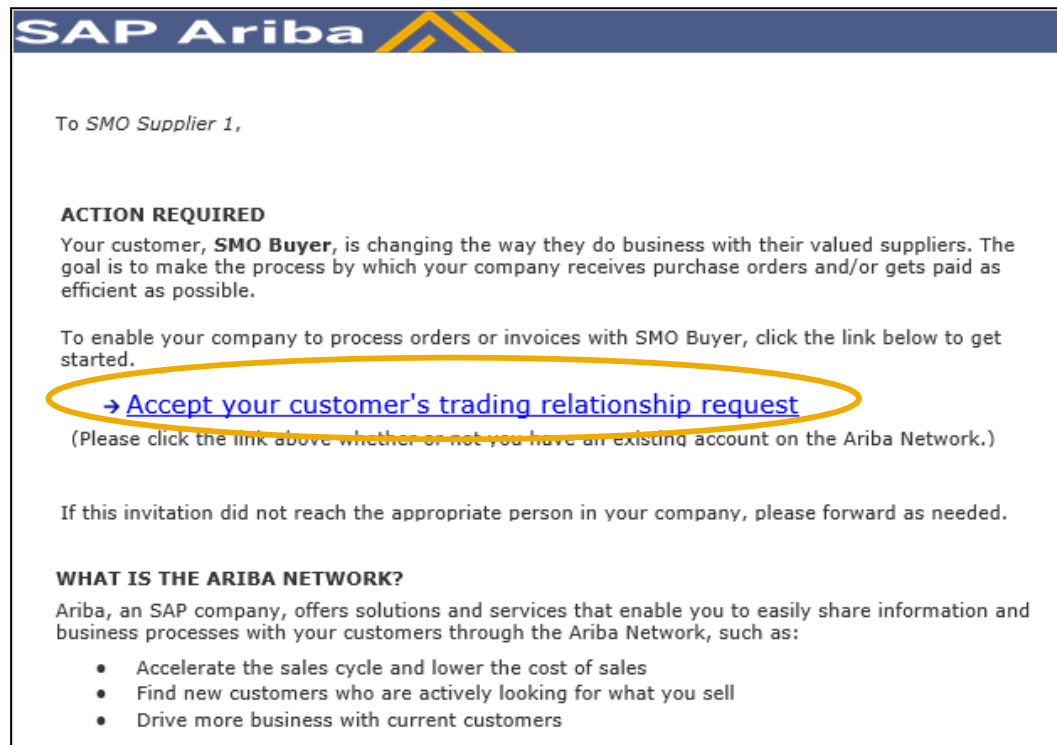 SAP Ariba
To SMO Supplier 1,
ACTION REQUIRED
Your customer, SMO Buyer, is changing the way they do business with their valued suppliers. The
goal is to make the process by which your company receives purchase orders and/or gets paid as
efficient as possible.
To enable your company to process orders or invoices with SMO Buyer, click the link below to get
started.
→ Accept your customer's trading relationship request
(Please click the link above whether or not you have an existing account on the Ariba Network.)
If this invitation did not reach the appropriate person in your company, please forward as needed.
WHAT IS THE ARIBA NETWORK?
Ariba, an SAP company, offers solutions and services that enable you to easily share information and
business processes with your customers through the Ariba Network, such as:
• Accelerate the sales cycle and lower the cost of sales
• Find new customers who are actively looking for what you sell
• Drive more business with current customers